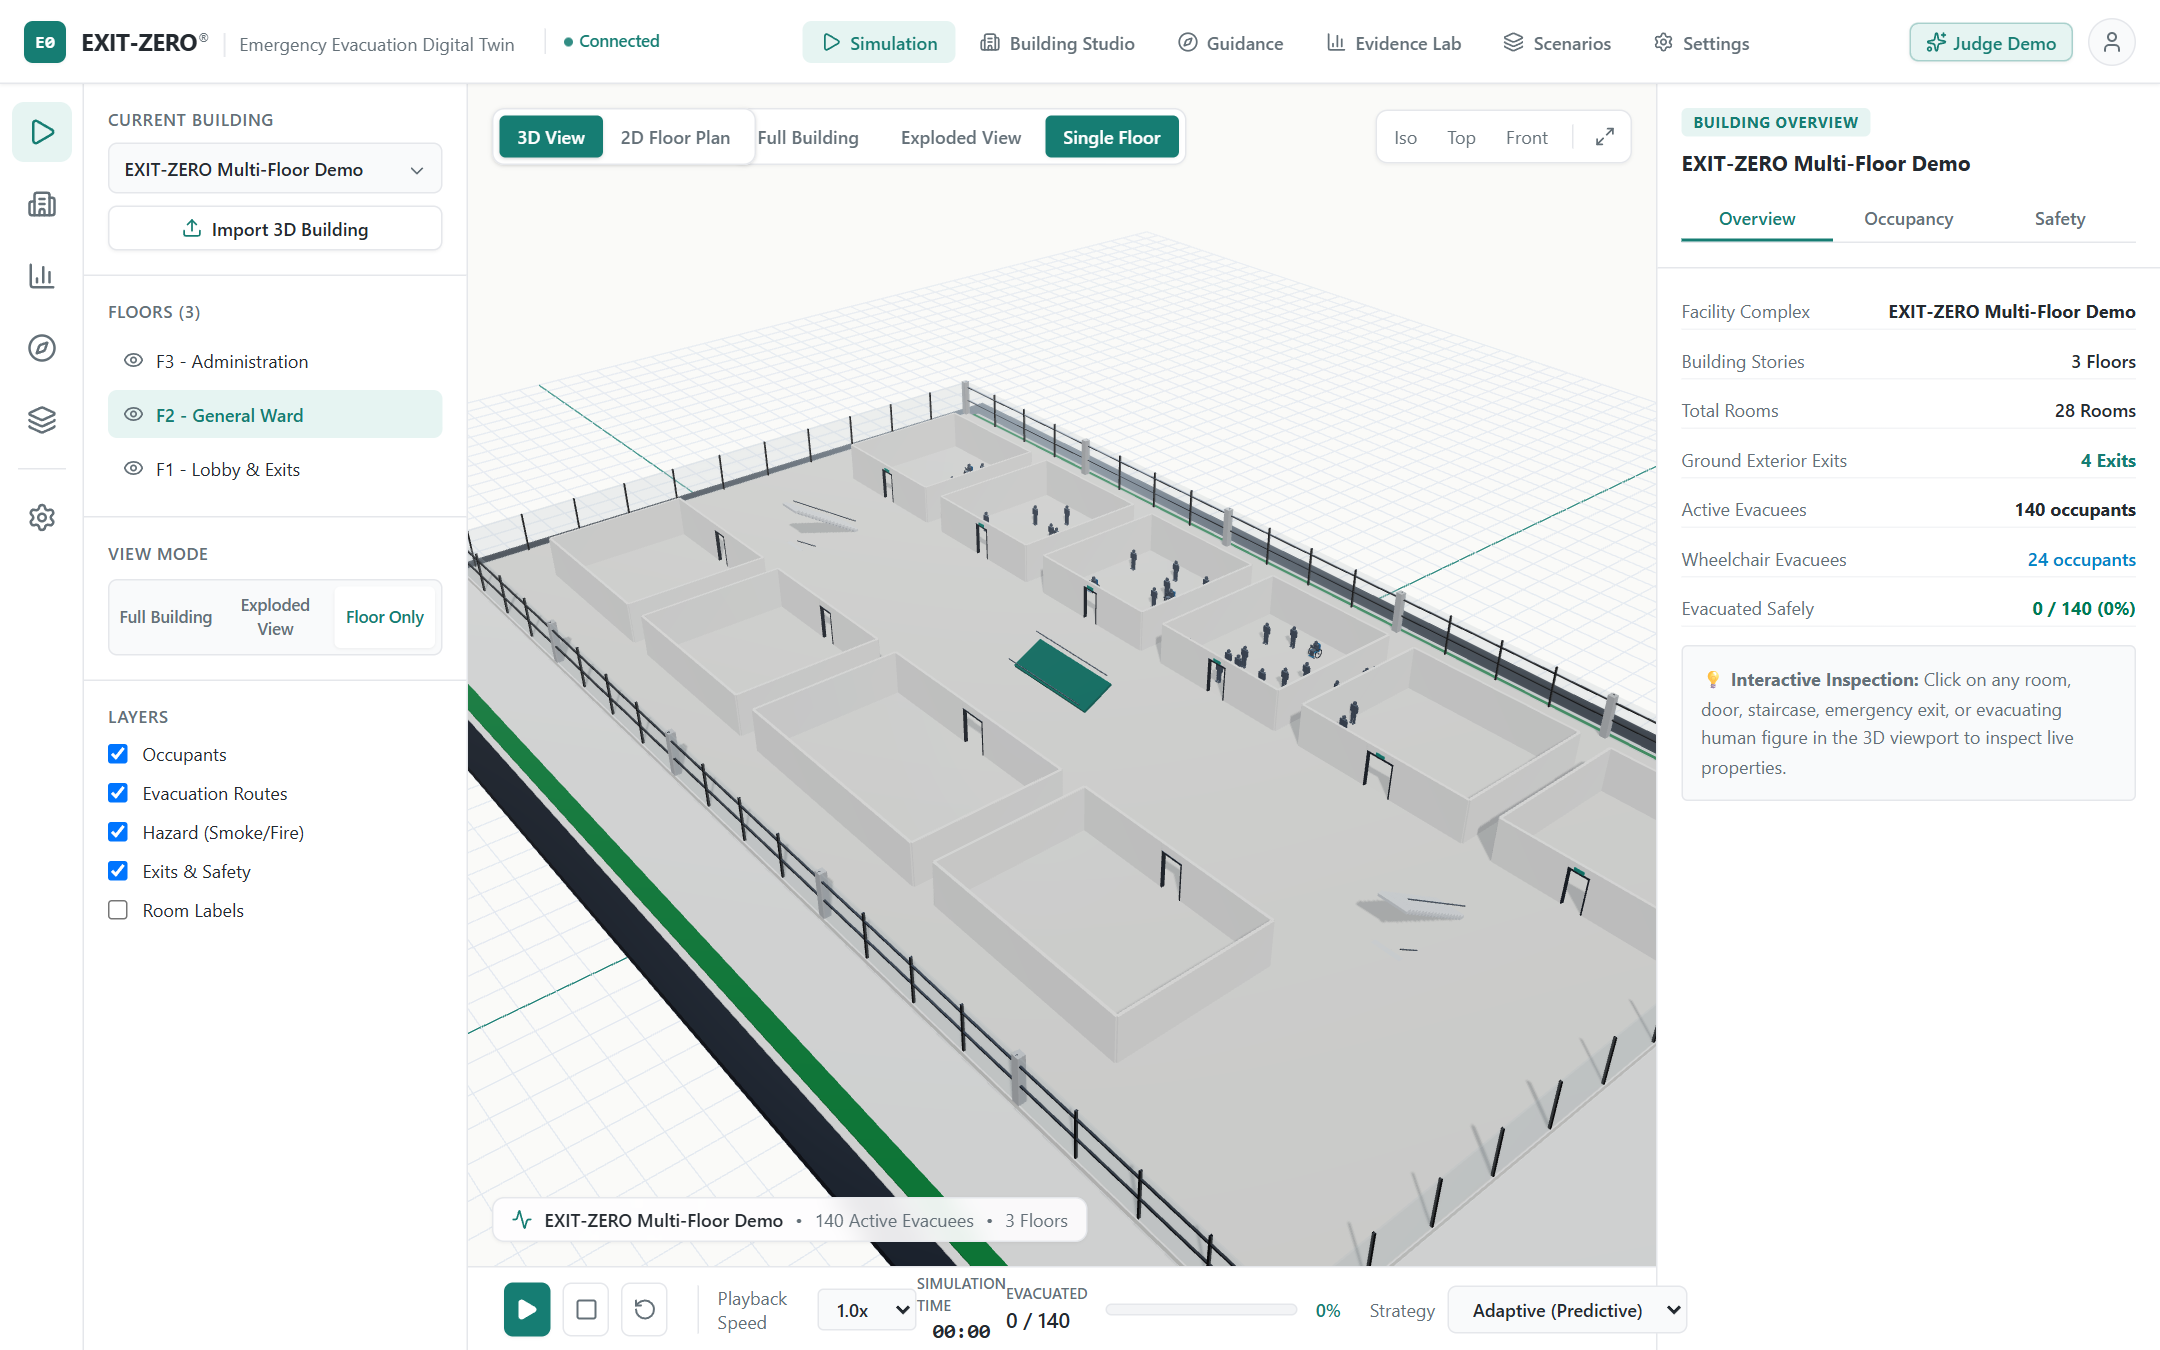 E0 EXIT-ZERO® Emergency Evacuation Digital Twin Connected Simulation Building Studio Guidance Evidence Lab Scenarios Settings Judge Demo
CURRENT BUILDING
EXIT-ZERO Multi-Floor Demo
Import 3D Building
FLOORS (3)
F3 - Administration
F2 - General Ward
F1 - Lobby & Exits
VIEW MODE
Full Building
Exploded
View
Floor Only
LAYERS
Occupants
Evacuation Routes
Hazard (Smoke/Fire)
Exits & Safety
Room Labels
3D View 2D Floor Plan Full Building Exploded View Single Floor
Iso Top Front
EXIT-ZERO Multi-Floor Demo • 140 Active Evacuees • 3 Floors
Playback
Speed
1.0x
SIMULATION
TIME
00:00
EVACUATED
0 / 140
0%
Strategy
Adaptive (Predictive)
BUILDING OVERVIEW
EXIT-ZERO Multi-Floor Demo
Overview Occupancy Safety
Facility Complex EXIT-ZERO Multi-Floor Demo
Building Stories 3 Floors
Total Rooms 28 Rooms
Ground Exterior Exits 4 Exits
Active Evacuees 140 occupants
Wheelchair Evacuees 24 occupants
Evacuated Safely 0 / 140 (0%)
💡 Interactive Inspection: Click on any room,
door, staircase, emergency exit, or evacuating
human figure in the 3D viewport to inspect live
properties.